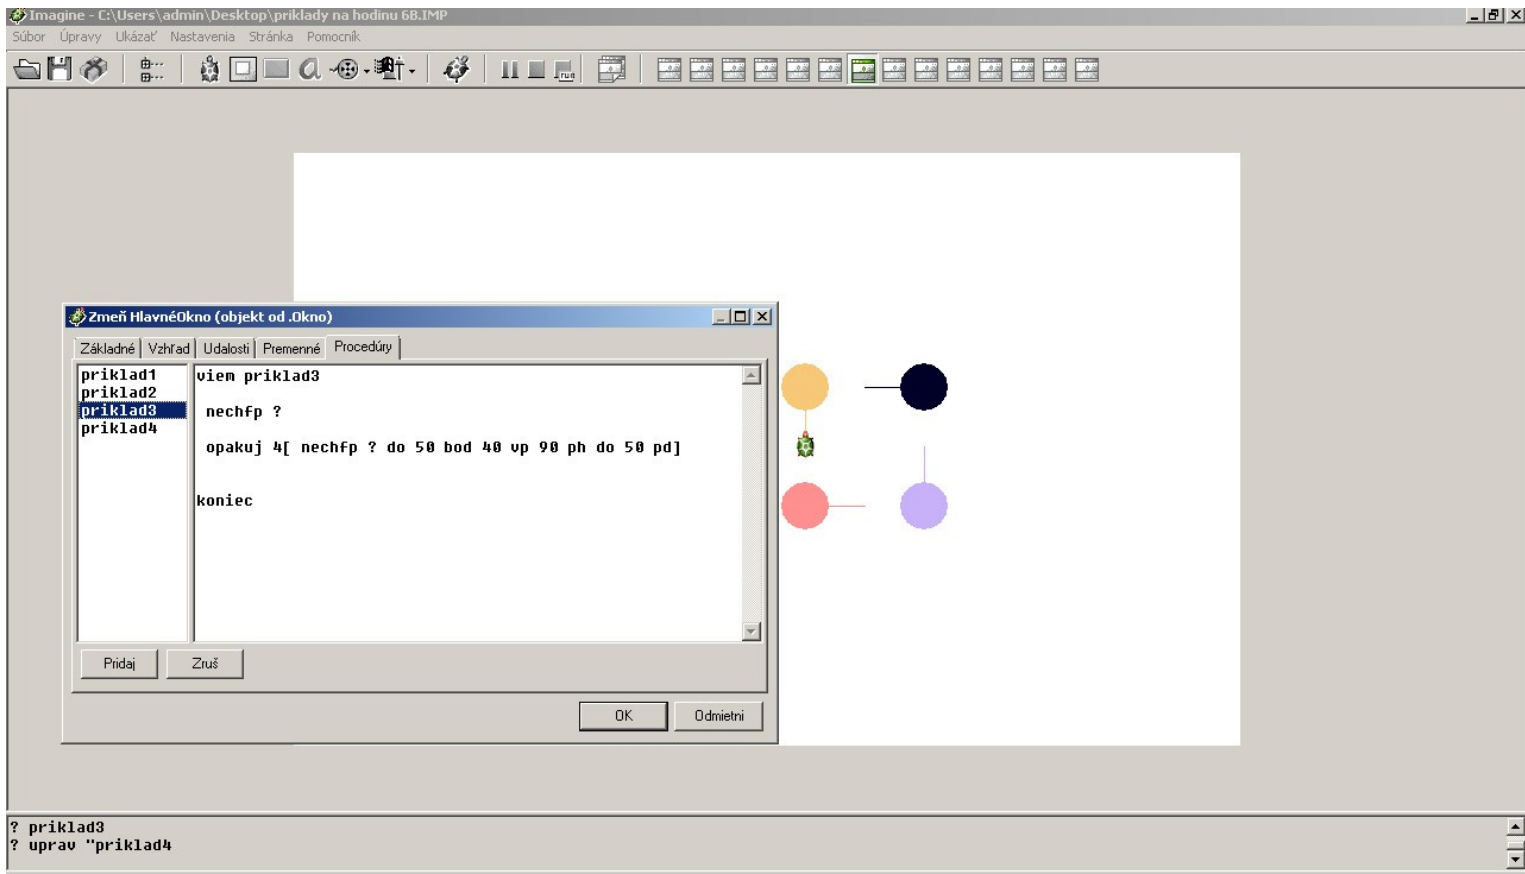 Imagine - C:\Users\admin\Desktop\priklady na hodinu 6B.IMP
Súbor Úpravy Ukázať Nastavenia Stránka Pomocník
run
Zmeň HlavnéOkno (objekt od .Okno)
Základné Vzhľad Udalosti Premenné Procedúry
priklad1
priklad2
priklad3
priklad4
viem priklad3
nechfp ?
opakuj 4[ nechfp ? do 50 bod 40 vp 90 ph do 50 pd]
koniec
Pridaj Zruš
OK Odmietni
? priklad3
? uprav "priklad4